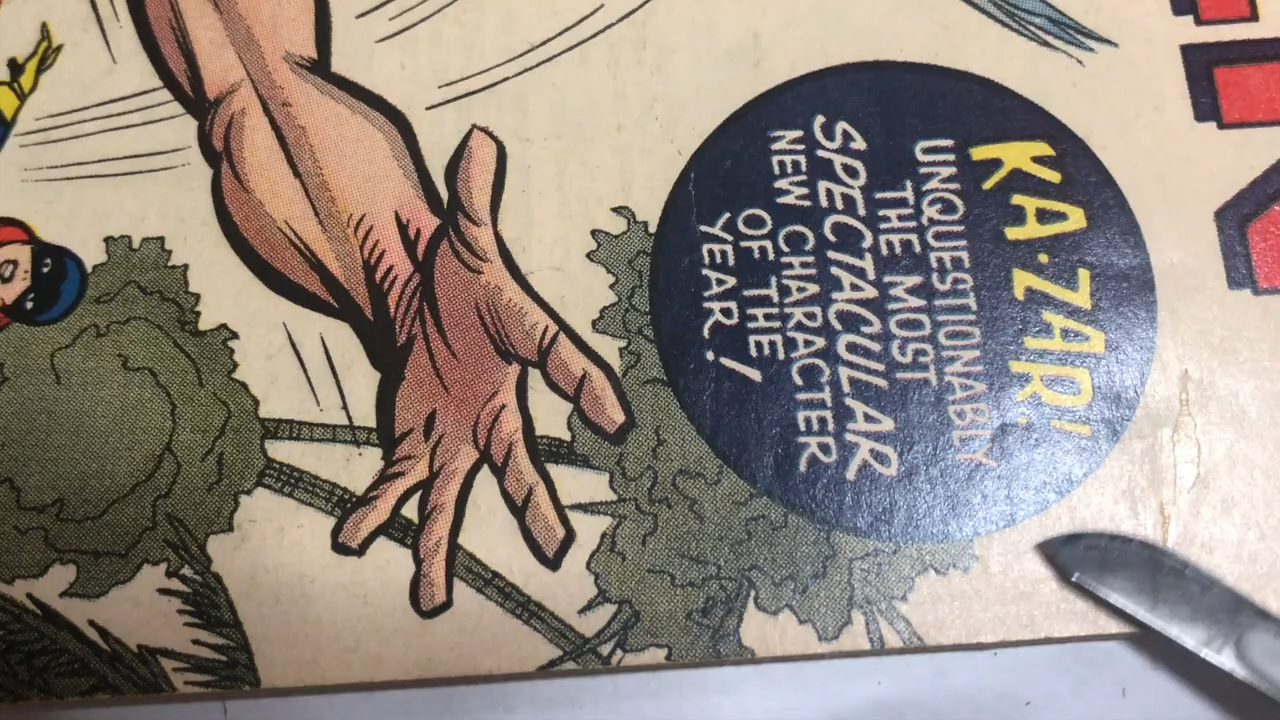 KA-ZAR!
UNQUESTIONABLY
THE MOST
SPECTACULAR
NEW CHARACTER
OF THE
YEAR!